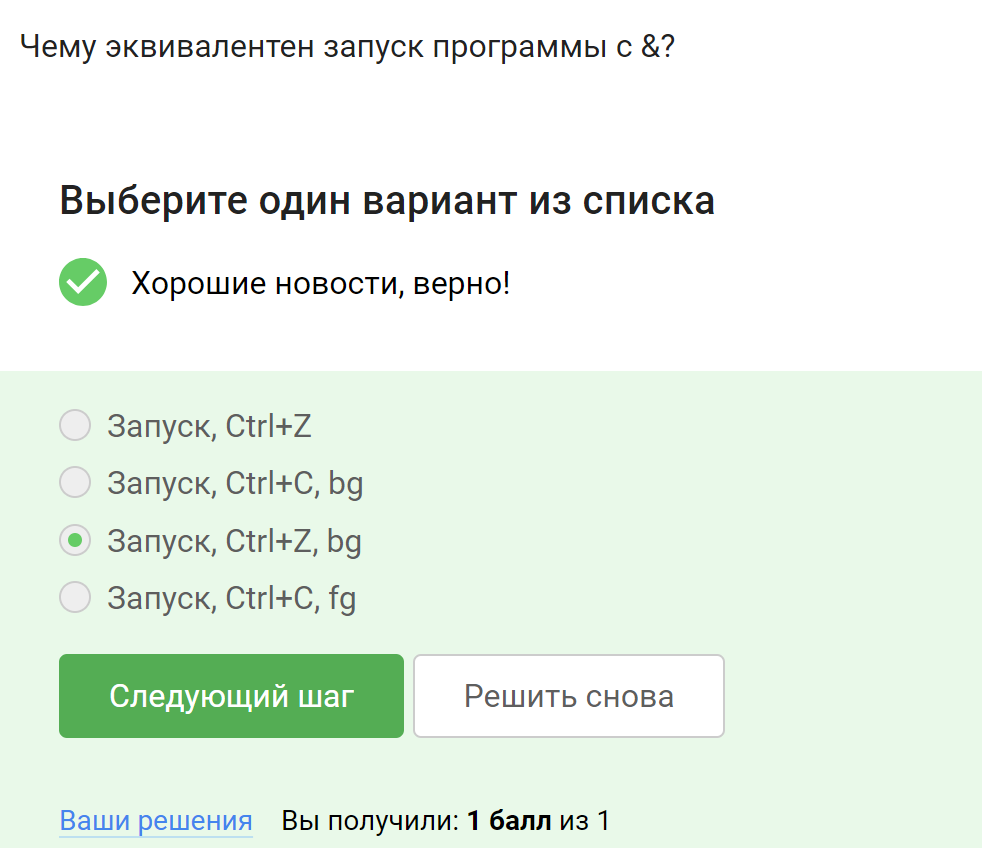 Чему эквивалентен запуск программы с &?
Выберите один вариант из списка
Хорошие новости, верно!
Запуск, Ctrl+Z
Запуск, Ctrl+C, bg
Запуск, Ctrl+Z, bg
Запуск, Ctrl+C, fg
Следующий шаг Решить снова
Ваши решения Вы получили: 1 балл из 1